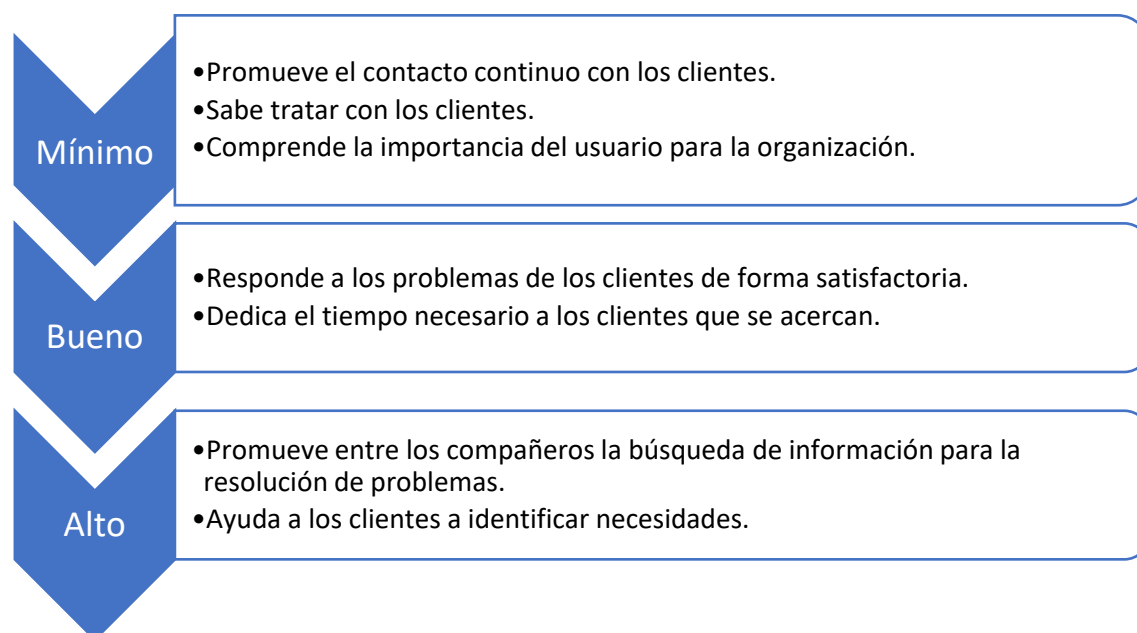 Mínimo
•Promueve el contacto continuo con los clientes.
•Sabe tratar con los clientes.
•Comprende la importancia del usuario para la organización.
Bueno
•Responde a los problemas de los clientes de forma satisfactoria.
•Dedica el tiempo necesario a los clientes que se acercan.
Alto
•Promueve entre los compañeros la búsqueda de información para la
resolución de problemas.
•Ayuda a los clientes a identificar necesidades.